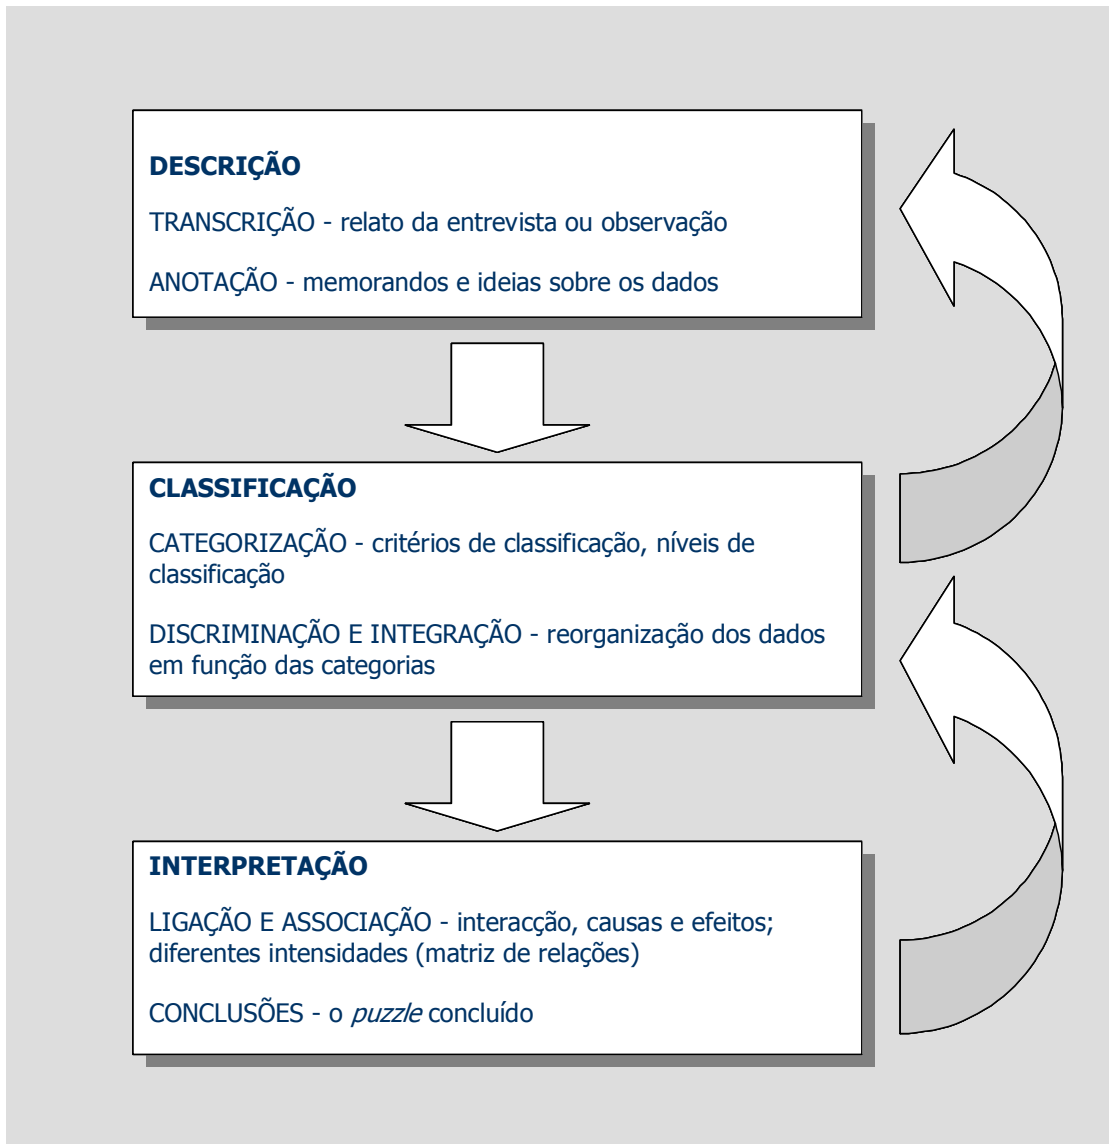 DESCRIÇÃO
TRANSCRIÇÃO - relato da entrevista ou observação
ANOTAÇÃO - memorandos e ideias sobre os dados
CLASSIFICAÇÃO
CATEGORIZAÇÃO - critérios de classificação, níveis de
classificação
DISCRIMINAÇÃO E INTEGRAÇÃO - reorganização dos dados
em função das categorias
INTERPRETAÇÃO
LIGAÇÃO E ASSOCIAÇÃO - interacção, causas e efeitos;
diferentes intensidades (matriz de relações)
CONCLUSÕES - o puzzle concluído